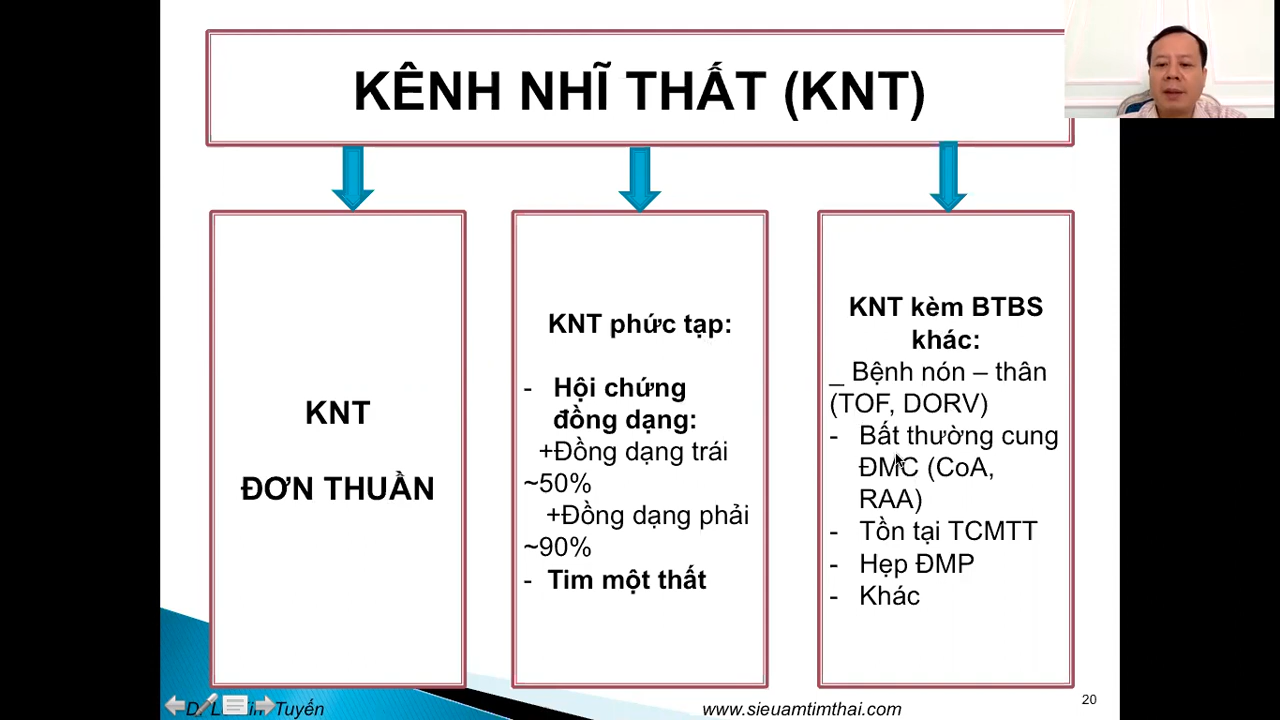 KÊNH NHĨ THẤT (KNT)
KNT
ĐƠN THUẦN
KNT phức tạp:
- Hội chứng
đồng dạng:
+Đồng dạng trái
~50%
+Đồng dạng phải
~90%
- Tim một thất
KNT kèm BTBS
khác:
_ Bệnh nón – thân
(TOF, DORV)
- Bất thường cung
ĐMC (CoA,
RAA)
- Tồn tại TCMTT
- Hẹp ĐMP
- Khác
Tuyến
www.sieuamtimthai.com
20